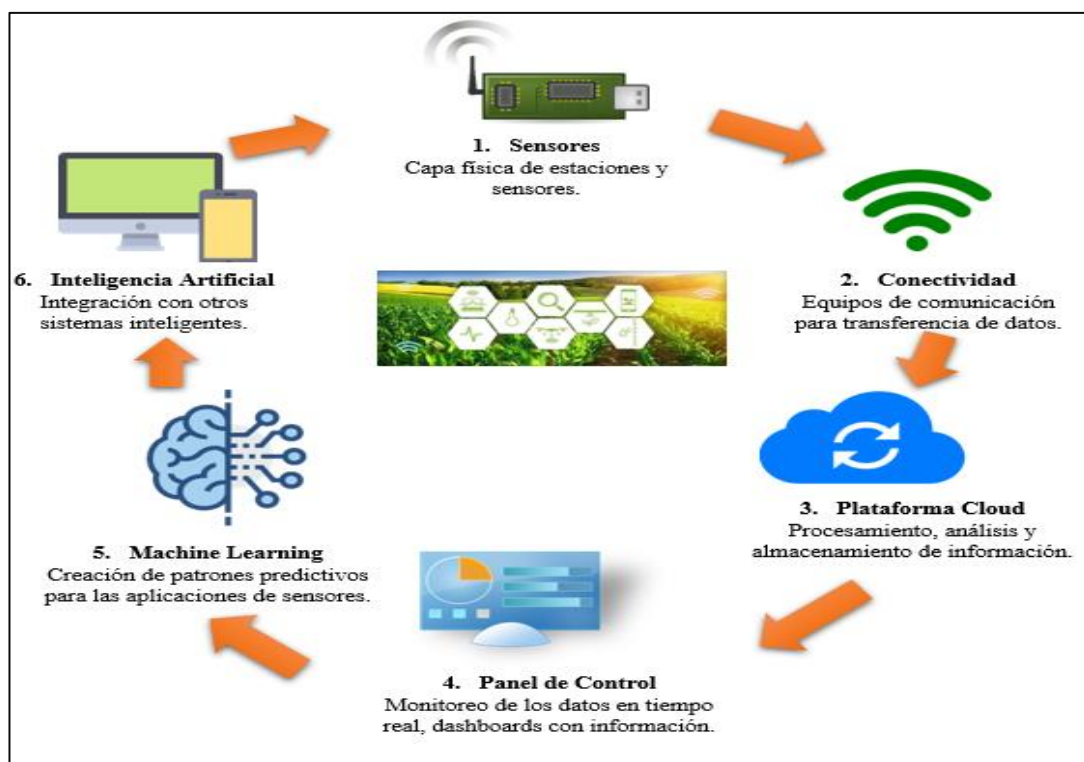 1. Sensores
Capa física de estaciones y
sensores.
2. Conectividad
Equipos de comunicación
para transferencia de datos.
3. Plataforma Cloud
Procesamiento, análisis y
almacenamiento de información.
4. Panel de Control
Monitoreo de los datos en tiempo
real, dashboards con información.
5. Machine Learning
Creación de patrones predictivos
para las aplicaciones de sensores.
6. Inteligencia Artificial
Integración con otros
sistemas inteligentes.